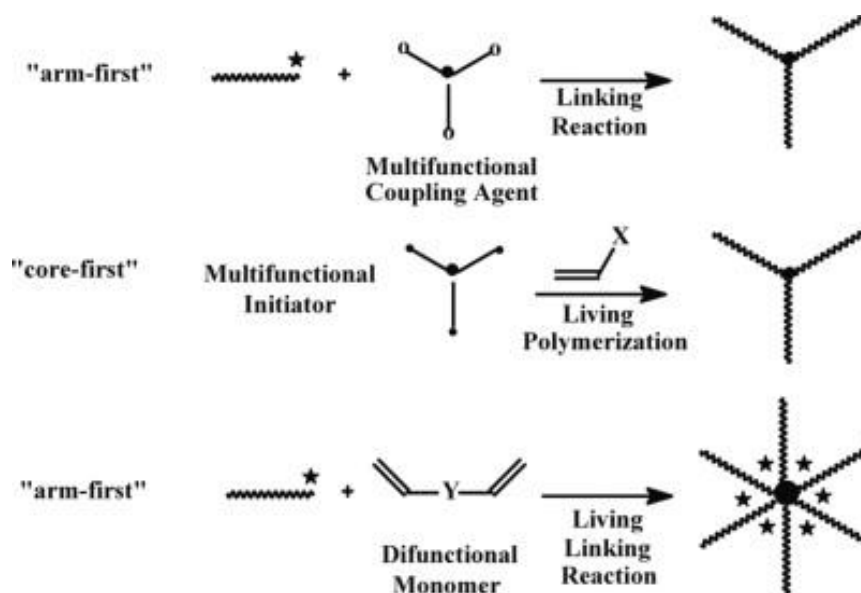 "arm-first"
+
o
o
o
Linking
Reaction
Multifunctional
Coupling Agent
"core-first"
Multifunctional
Initiator
X
Living
Polymerization
"arm-first"
+
Y
Living
Linking
Reaction
Difunctional
Monomer